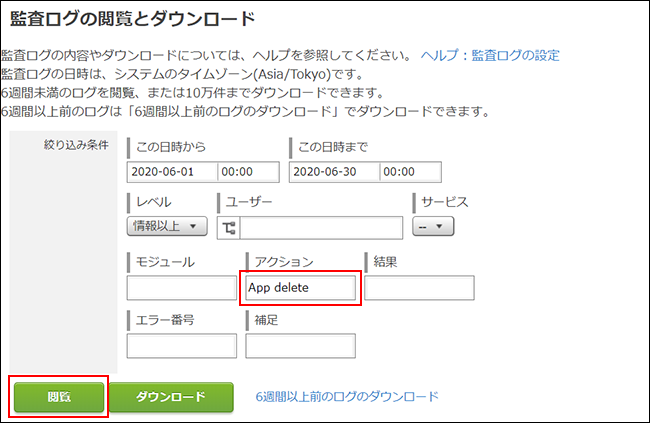 監査ログの閲覧とダウンロード
監査ログの内容やダウンロードについては、ヘルプを参照してください。 ヘルプ：監査ログの設定
監査ログの日時は、システムのタイムゾーン(Asia/Tokyo)です。
6週間未満のログを閲覧、または10万件までダウンロードできます。
6週間以上前のログは「6週間以上前のログのダウンロード」でダウンロードできます。
絞り込み条件
この日時から この日時まで
2020-06-01 00:00 2020-06-30 00:00
レベル ユーザー サービス
情報以上 --
モジュール アクション 結果
App delete
エラー番号 補足
閲覧 ダウンロード 6週間以上前のログのダウンロード